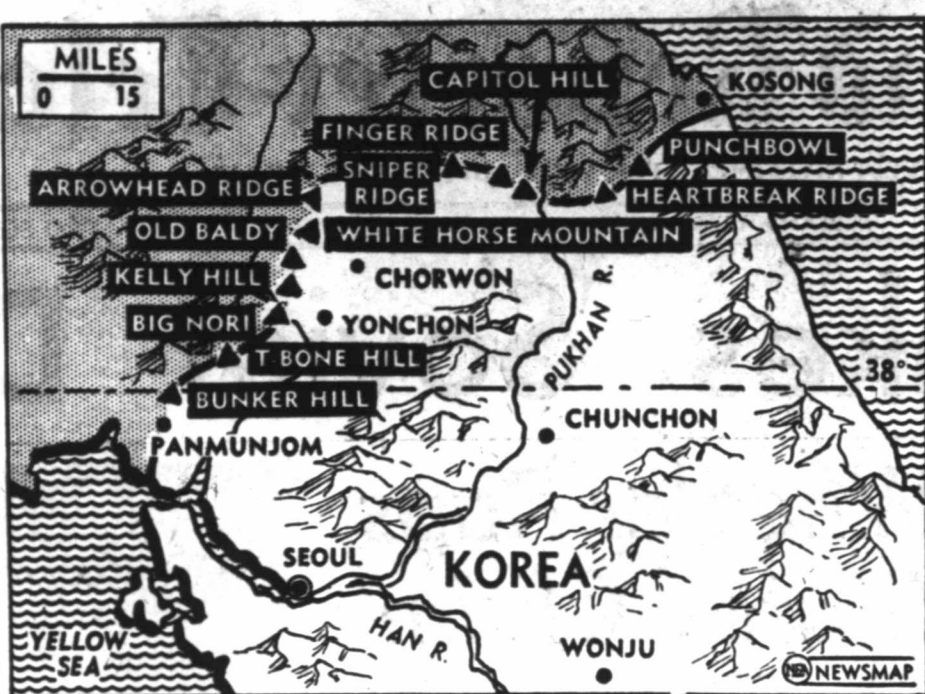 MILES
0 15
CAPITOL HILL
KOSONG
FINGER RIDGE
PUNCHBOWL
SNIPER
RIDGE
ARROWHEAD RIDGE
HEARTBREAK RIDGE
OLD BALDY
WHITE HORSE MOUNTAIN
KELLY HILL
CHORWON
BIG NORI
YONCHON
PUKHAN R.
T-BONE HILL
38°
BUNKER HILL
CHUNCHON
PANMUNJOM
SEOUL
KOREA
HAN R.
YELLOW
SEA
WONJU
NEA NEWSMAP